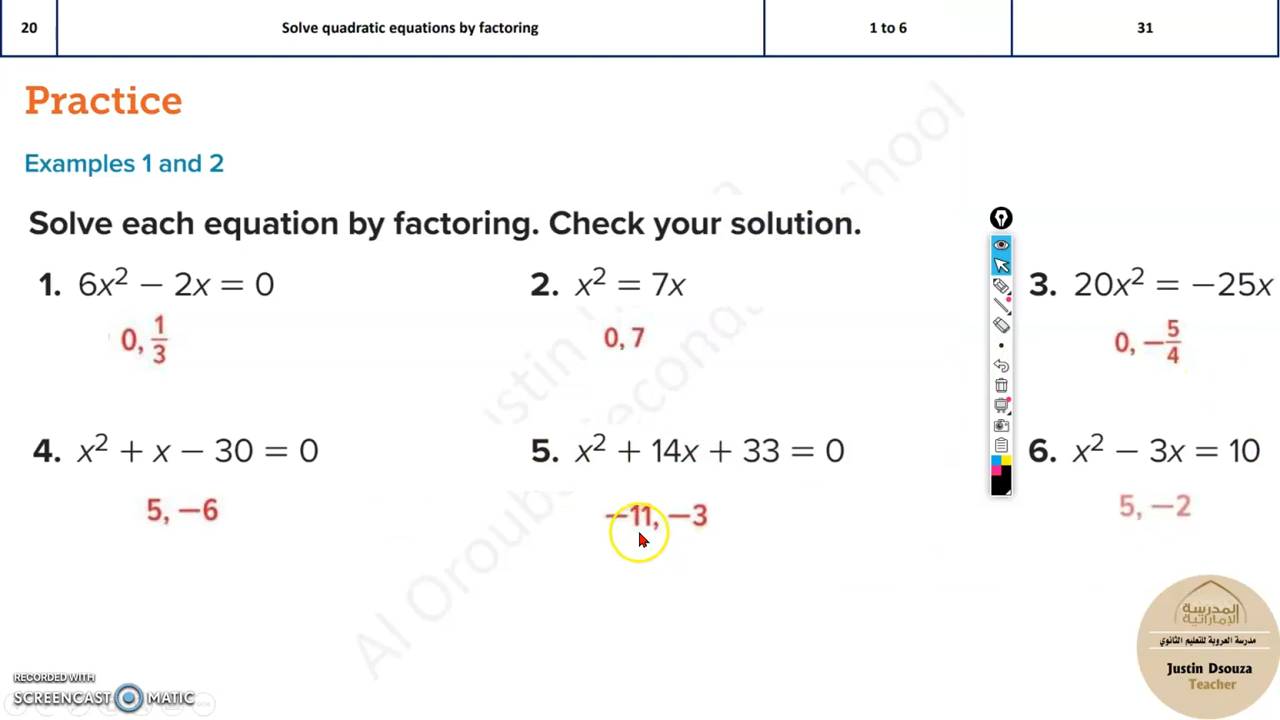 20 Solve quadratic equations by factoring 1 to 6 31
Practice
Examples 1 and 2
Solve each equation by factoring. Check your solution.
1. 6x² − 2x = 0 2. x² = 7x 3. 20x² = −25x
0, 1/3 0, 7 0, −5/4
4. x² + x − 30 = 0 5. x² + 14x + 33 = 0 6. x² − 3x = 10
5, −6 −11, −3 5, −2
Al Oroub
المدرسة
الإماراتية
مدرسة العروبة للتعليم الثانوي
Justin Dsouza
Teacher
RECORDED WITH
SCREENCAST MATIC